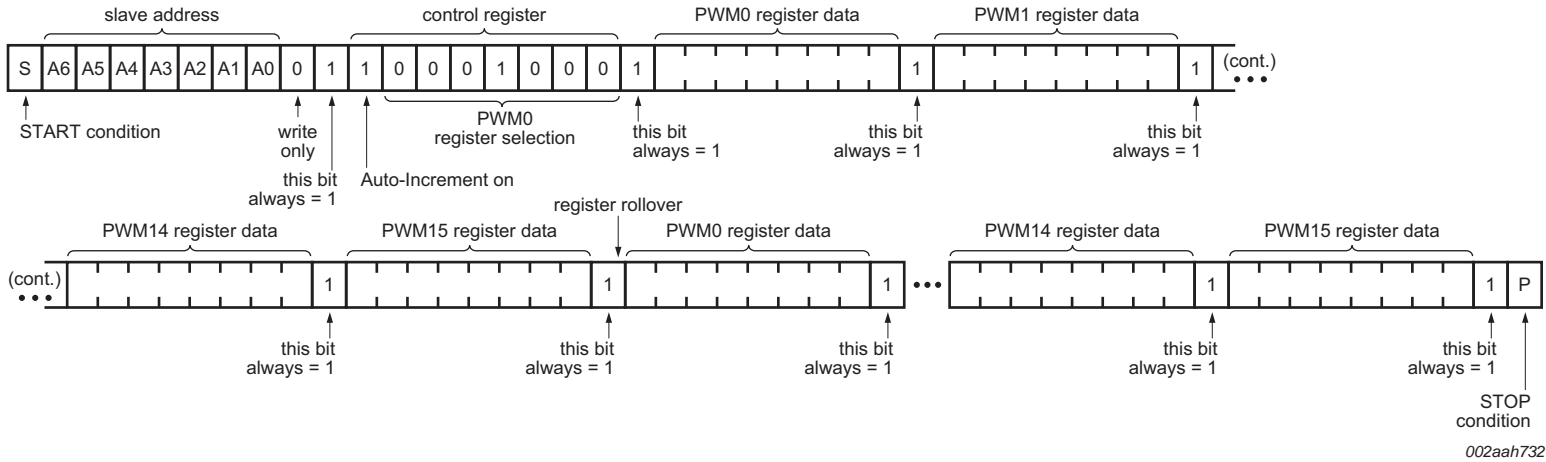 slave address
control register
PWM0 register data
PWM1 register data
S A6 A5 A4 A3 A2 A1 A0 0 1 1 0 0 0 1 0 0 0 1 1 1 (cont.)
START condition
write
only
this bit
always = 1
Auto-Increment on
PWM0
register selection
this bit
always = 1
this bit
always = 1
this bit
always = 1
register rollover
PWM14 register data
PWM15 register data
PWM0 register data
PWM14 register data
PWM15 register data
(cont.) 1 1 1 1 1 P
this bit
always = 1
this bit
always = 1
this bit
always = 1
this bit
always = 1
this bit
always = 1
STOP
condition
002aah732